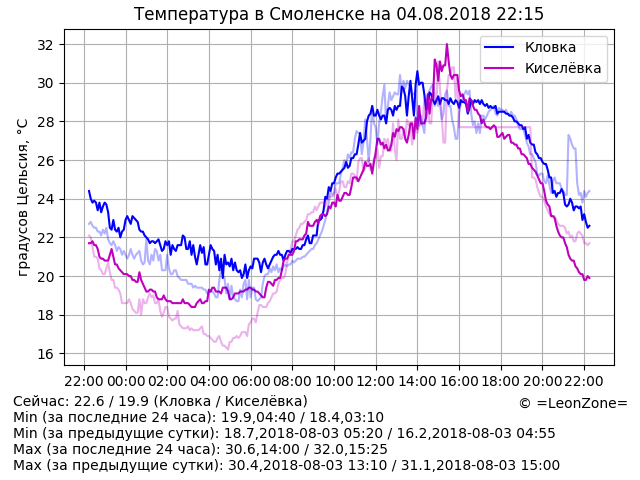 Температура в Смоленске на 04.08.2018 22:15
Кловка
Киселёвка
градусов Цельсия, °C
32
30
28
26
24
22
20
18
16
22:00 00:00 02:00 04:00 06:00 08:00 10:00 12:00 14:00 16:00 18:00 20:00 22:00
Сейчас: 22.6 / 19.9 (Кловка / Киселёвка)
© =LeonZone=
Min (за последние 24 часа): 19.9,04:40 / 18.4,03:10
Min (за предыдущие сутки): 18.7,2018-08-03 05:20 / 16.2,2018-08-03 04:55
Max (за последние 24 часа): 30.6,14:00 / 32.0,15:25
Max (за предыдущие сутки): 30.4,2018-08-03 13:10 / 31.1,2018-08-03 15:00